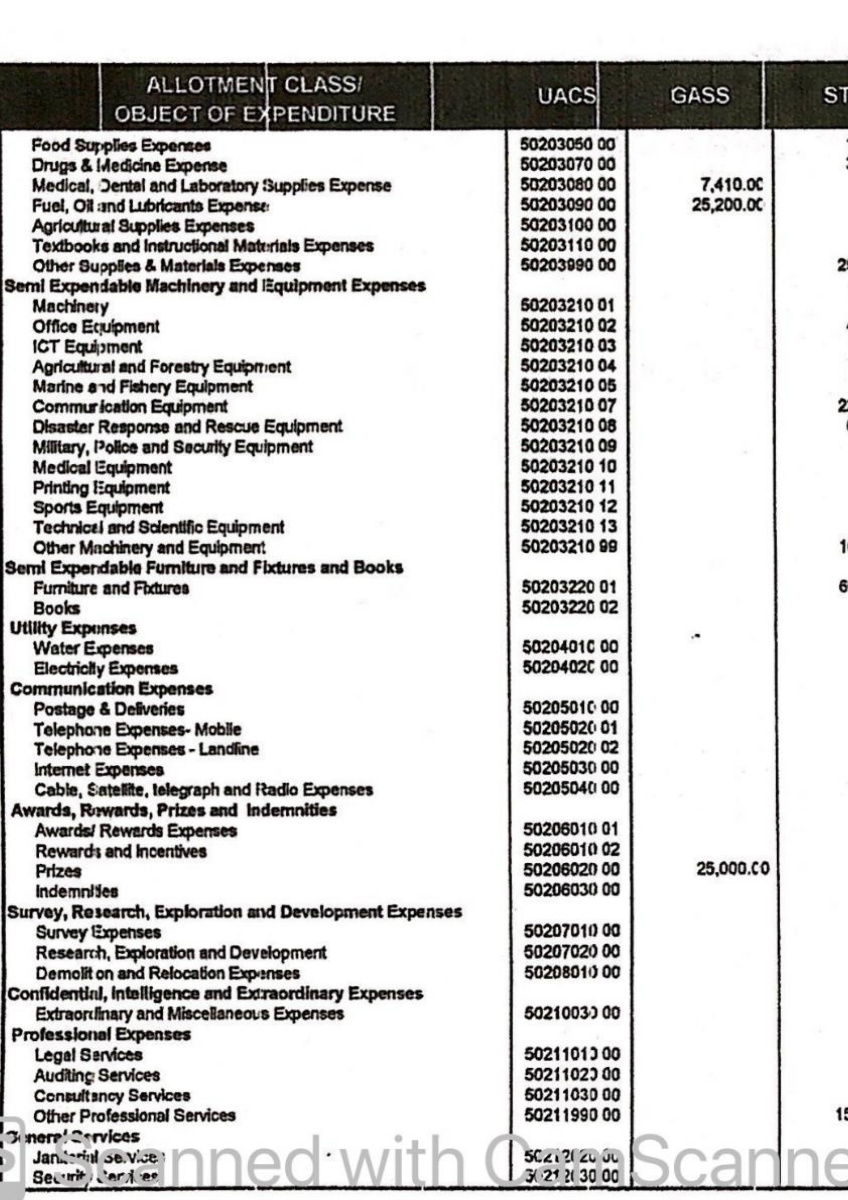 ALLOTMENT CLASS/
OBJECT OF EXPENDITURE UACS GASS ST
Food Supplies Expenses 50203050 00
Drugs & Medicine Expense 50203070 00
Medical, Dental and Laboratory Supplies Expense 50203080 00 7,410.00
Fuel, Oil and Lubricants Expense 50203090 00 25,200.00
Agricultural Supplies Expenses 50203100 00
Textbooks and Instructional Materials Expenses 50203110 00
Other Supplies & Materials Expenses 50203990 00
Semi Expendable Machinery and Equipment Expenses
Machinery 50203210 01
Office Equipment 50203210 02
ICT Equipment 50203210 03
Agricultural and Forestry Equipment 50203210 04
Marine and Fishery Equipment 50203210 05
Communication Equipment 50203210 07
Disaster Response and Rescue Equipment 50203210 08
Military, Police and Security Equipment 50203210 09
Medical Equipment 50203210 10
Printing Equipment 50203210 11
Sports Equipment 50203210 12
Technical and Scientific Equipment 50203210 13
Other Machinery and Equipment 50203210 99
Semi Expendable Furniture and Fixtures and Books
Furniture and Fixtures 50203220 01
Books 50203220 02
Utility Expenses
Water Expenses 50204010 00
Electricity Expenses 50204020 00
Communication Expenses
Postage & Deliveries 50205010 00
Telephone Expenses- Mobile 50205020 01
Telephone Expenses - Landline 50205020 02
Internet Expenses 50205030 00
Cable, Satellite, telegraph and Radio Expenses 50205040 00
Awards, Rewards, Prizes and Indemnities
Awards/ Rewards Expenses 50206010 01
Rewards and Incentives 50206010 02
Prizes 50206020 00 25,000.00
Indemnities 50206030 00
Survey, Research, Exploration and Development Expenses
Survey Expenses 50207010 00
Research, Exploration and Development 50207020 00
Demolition and Relocation Expenses 50208010 00
Confidential, Intelligence and Extraordinary Expenses
Extraordinary and Miscellaneous Expenses 50210030 00
Professional Expenses
Legal Services 50211010 00
Auditing Services 50211020 00
Consultancy Services 50211030 00
Other Professional Services 50211990 00 15
General Services
Janitorial Services 50212020 00
Security Services 50212030 00
Scanned with CamScanne